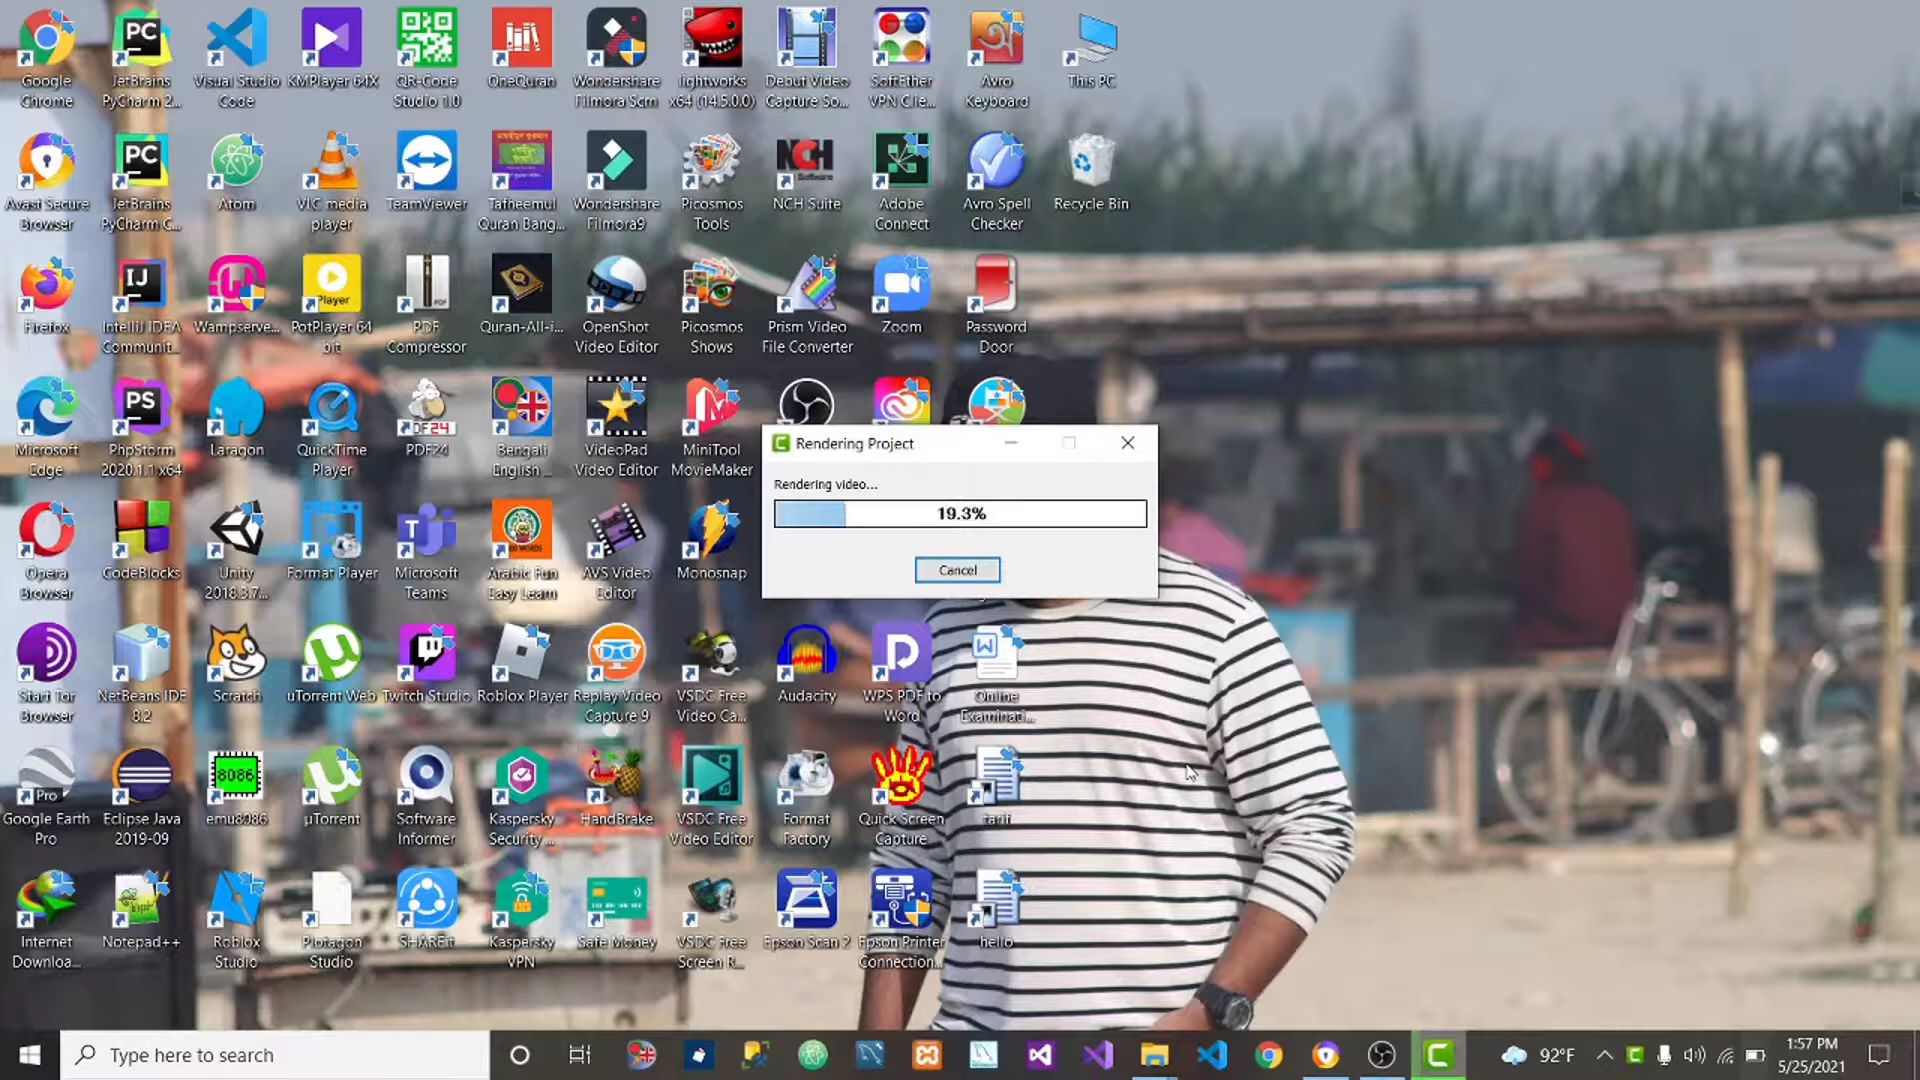 Google
Chrome
JetBrains
PyCharm 2...
Visual Studio
Code
KMPlayer 64X
QR-Code
Studio 1.0
OneQuran
Wondershare
Filmora Scrn
lightworks
x64 (14.5.0.0)
Debut Video
Capture So...
SoftEther
VPN Clie...
Avro
Keyboard
This PC
Avast Secure
Browser
JetBrains
PyCharm C...
Atom
VLC media
player
TeamViewer
Tafheemul
Quran Bang...
Wondershare
Filmora9
Picosmos
Tools
NCH Suite
Adobe
Connect
Avro Spell
Checker
Recycle Bin
Firefox
IntelliJ IDEA
Communit...
Wampserve...
PotPlayer 64
bit
PDF
Compressor
Quran-All-i...
OpenShot
Video Editor
Picosmos
Shows
Prism Video
File Converter
Zoom
Password
Door
Microsoft
Edge
PhpStorm
2020.1.1 x64
Laragon
QuickTime
Player
PDF24
Bengali
English ...
VideoPad
Video Editor
MiniTool
MovieMaker
Rendering Project
Rendering video...
19.3%
Cancel
Opera
Browser
CodeBlocks
Unity
2018.3.7...
Format Player
Microsoft
Teams
Arabic Fun
Easy Learn
AVS Video
Editor
Monosnap
Start Tor
Browser
NetBeans IDE
8.2
Scratch
uTorrent Web
Twitch Studio
Roblox Player
Replay Video
Capture 9
VSDC Free
Video Ca...
Audacity
WPS PDF to
Word
Online
Examinati...
Google Earth
Pro
Eclipse Java
2019-09
emu8086
µTorrent
Software
Informer
Kaspersky
Security ...
HandBrake
VSDC Free
Video Editor
Format
Factory
Quick Screen
Capture
tarif
Internet
Downloa...
Notepad++
Roblox
Studio
Plotagon
Studio
SHAREit
Kaspersky
VPN
Safe Money
VSDC Free
Screen R...
Epson Scan 2
Epson Printer
Connection...
hello
Type here to search
92°F
1:57 PM
5/25/2021